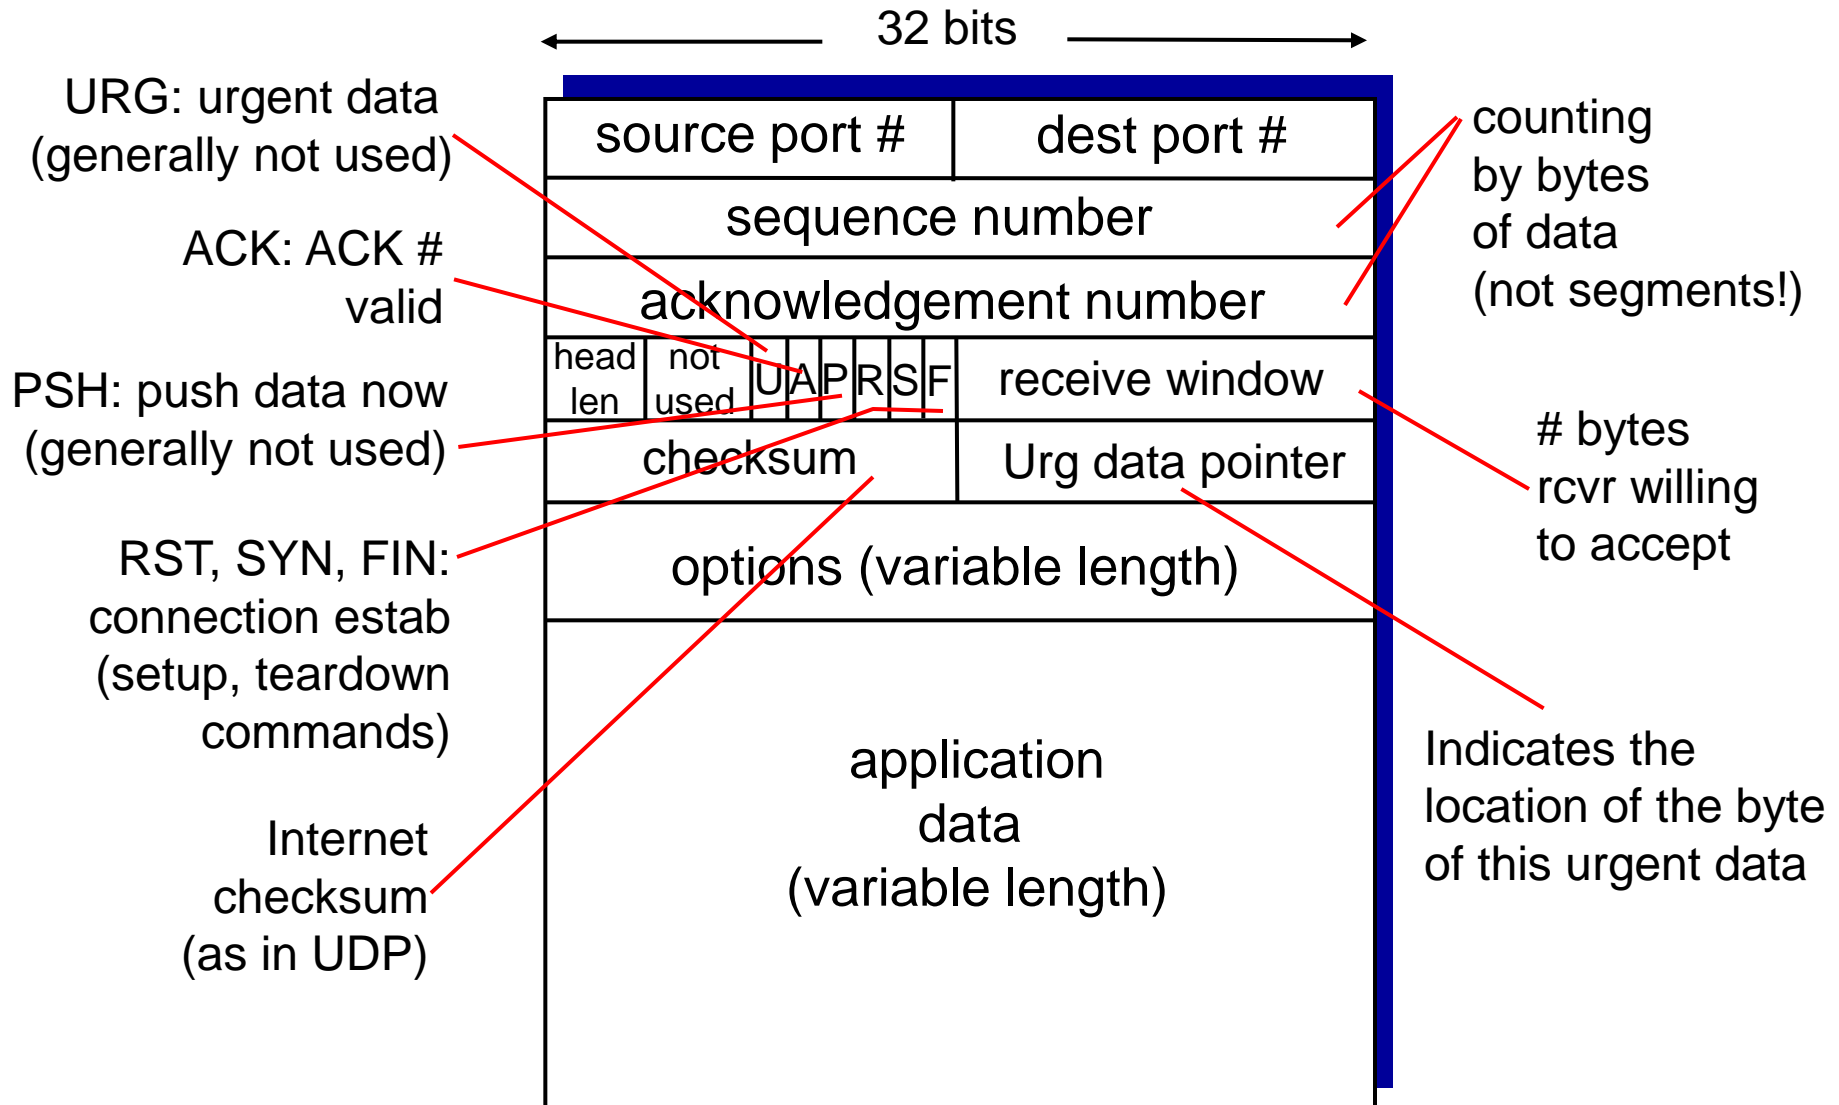 32 bits
URG: urgent data
(generally not used)
ACK: ACK #
valid
PSH: push data now
(generally not used)
RST, SYN, FIN:
connection estab
(setup, teardown
commands)
Internet
checksum
(as in UDP)
source port #
dest port #
sequence number
acknowledgement number
head
len
not
used
U
A
P
R
S
F
receive window
checksum
Urg data pointer
options (variable length)
application
data
(variable length)
counting
by bytes
of data
(not segments!)
# bytes
rcvr willing
to accept
Indicates the
location of the byte
of this urgent data